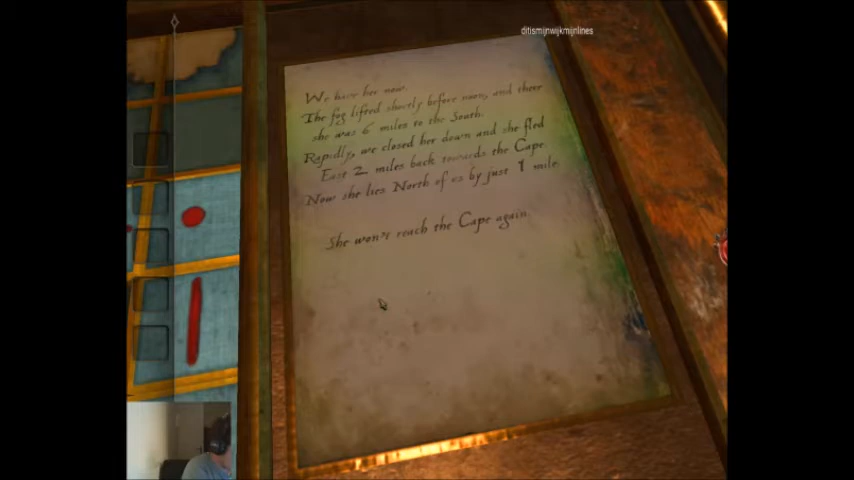 ditismijnwijkmijnlines
We have her now.
The fog lifted shortly before noon, and there
she was 6 miles to the South.
Rapidly, we closed her down and she fled
East 2 miles back towards the Cape.
Now she lies North of us by just 1 mile
She won't reach the Cape again.